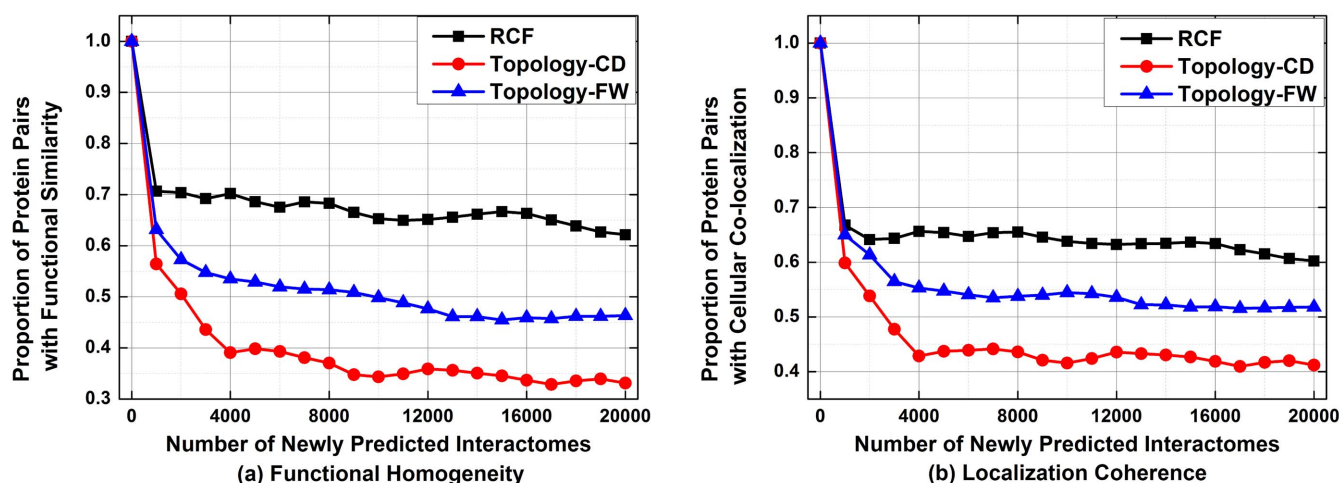 Proportion of Protein Pairs
with Functional Similarity
1.0
0.9
0.8
0.7
0.6
0.5
0.4
0.3
RCF
Topology-CD
Topology-FW
0 4000 8000 12000 16000 20000
Number of Newly Predicted Interactomes
(a) Functional Homogeneity
Proportion of Protein Pairs
with Cellular Co-localization
1.0
0.9
0.8
0.7
0.6
0.5
0.4
RCF
Topology-CD
Topology-FW
0 4000 8000 12000 16000 20000
Number of Newly Predicted Interactomes
(b) Localization Coherence